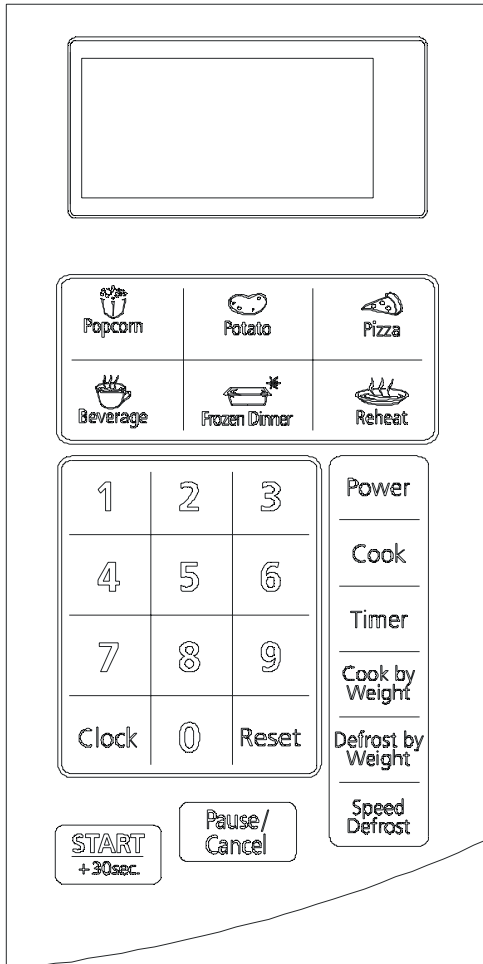 Popcorn
Potato
Pizza
Beverage
Frozen Dinner
Reheat
1 2 3
4 5 6
7 8 9
Clock 0 Reset
Power
Cook
Timer
Cook by
Weight
Defrost by
Weight
Speed
Defrost
START
+30sec.
Pause/
Cancel